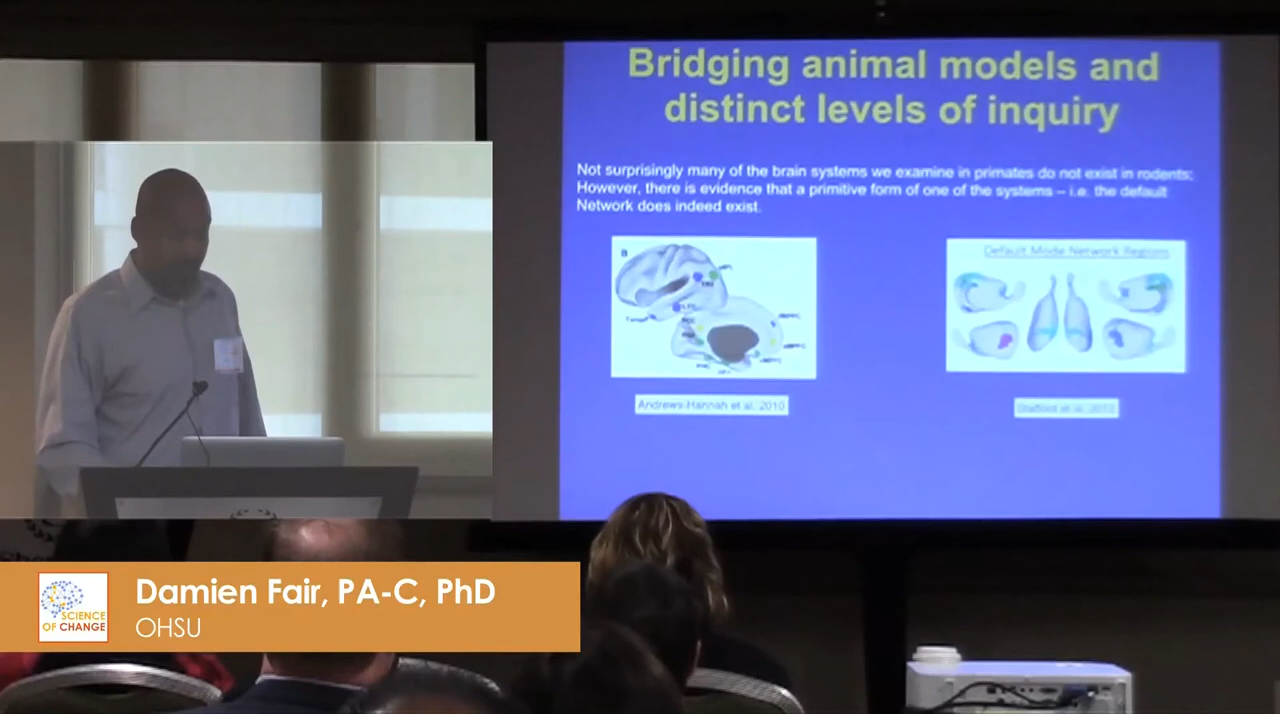 Bridging animal models and
distinct levels of inquiry
Not surprisingly many of the brain systems we examine in primates do not exist in rodents;
However, there is evidence that a primitive form of one of the systems – i.e. the default
Network does indeed exist.
B
Default Mode Network Regions
Andrews-Hannah et al. 2010
et al.
Damien Fair, PA-C, PhD
OHSU
SCIENCE
OF CHANGE